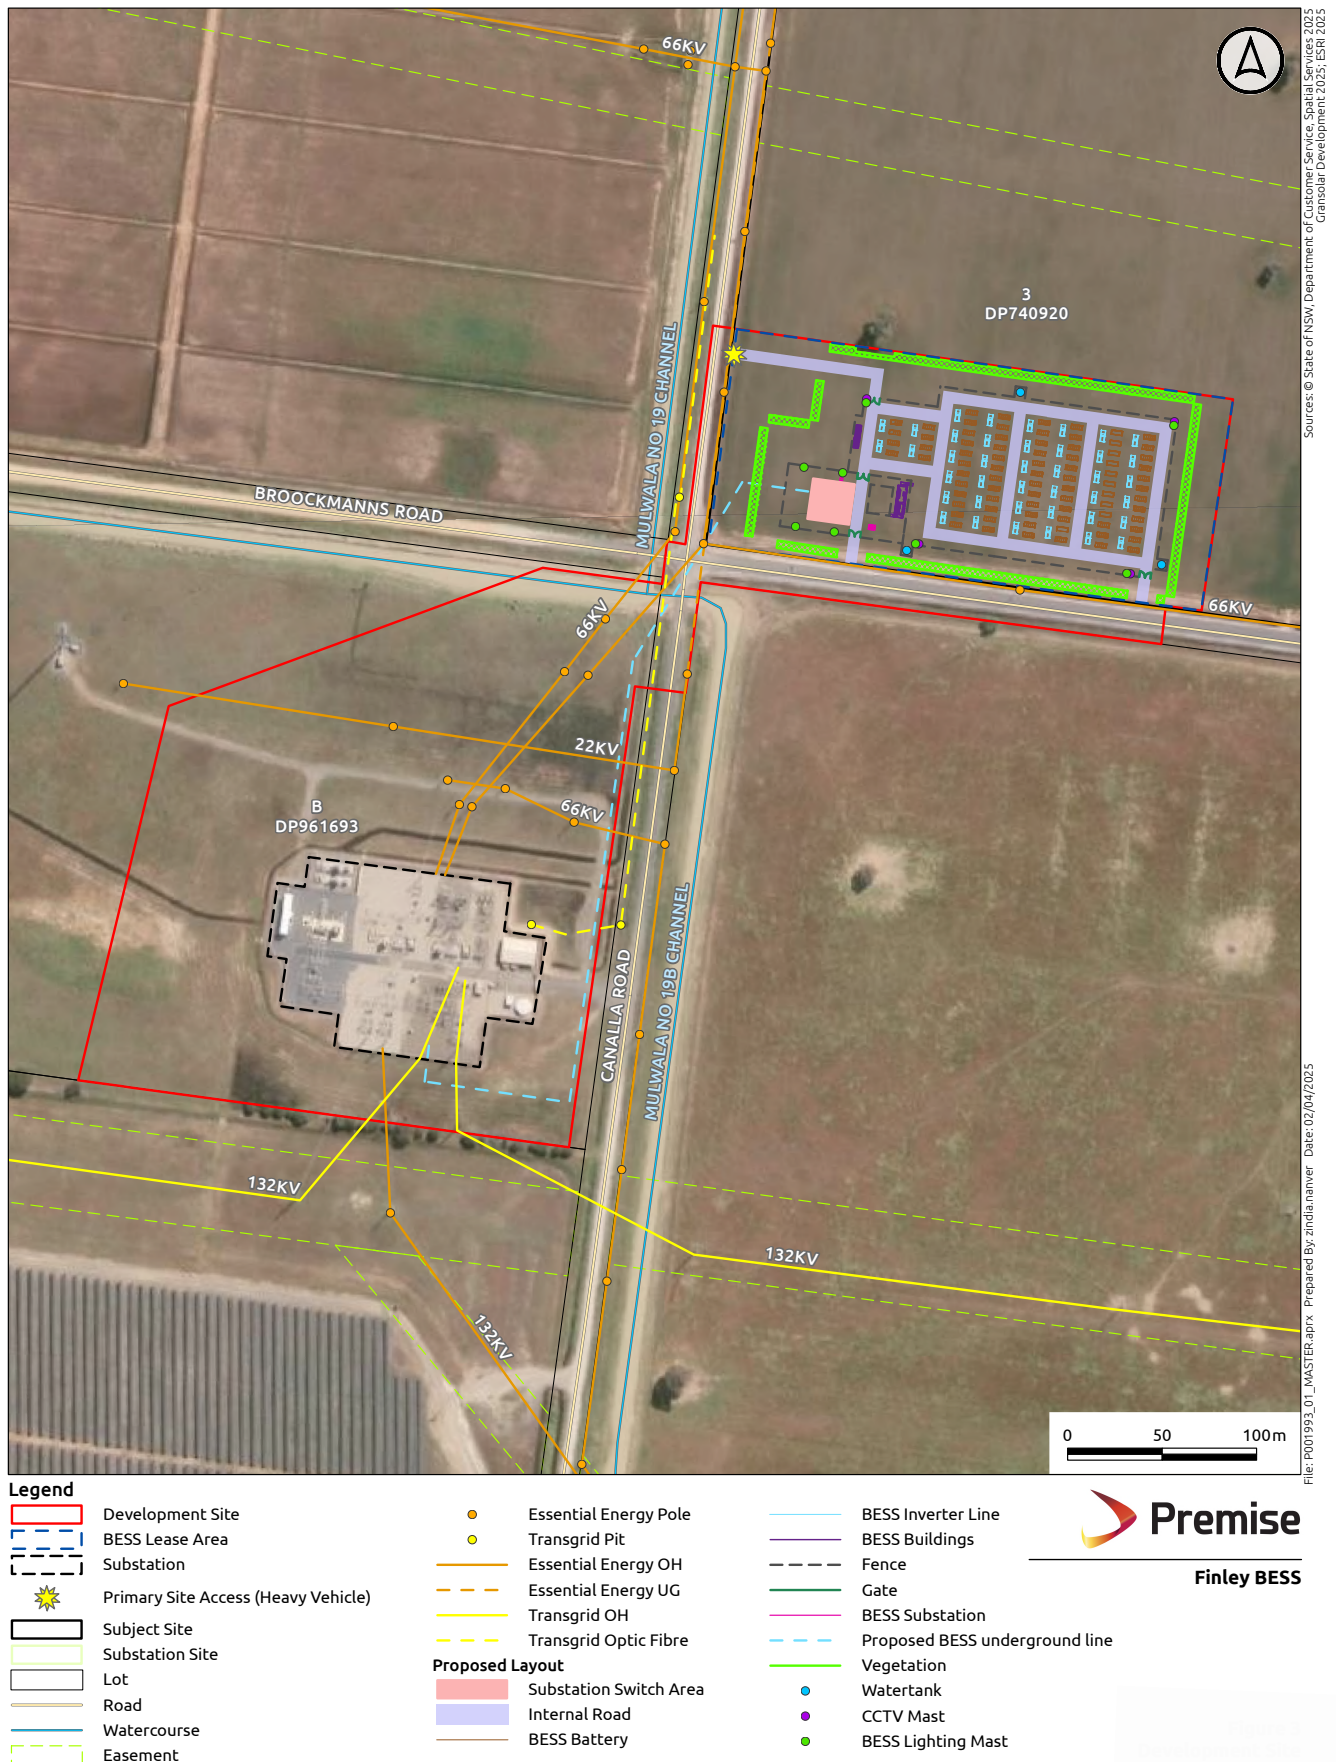 66KV
3
DP740920
MULWALA NO 19 CHANNEL
BROOCKMANNS ROAD
66KV
66KV
22KV
66KV
B
DP961693
CANALLA ROAD
MULWALA NO 19B CHANNEL
132KV
132KV
132KV
0 50 100m
Sources: © State of NSW, Department of Customer Service, Spatial Services 2025
Gransolar Development 2025; ESRI 2025
File: P001993_01_MASTER.aprx Prepared By: zindia.nanver Date: 02/04/2025
Legend
Development Site
BESS Lease Area
Substation
Primary Site Access (Heavy Vehicle)
Subject Site
Substation Site
Lot
Road
Watercourse
Easement
Essential Energy Pole
Transgrid Pit
Essential Energy OH
Essential Energy UG
Transgrid OH
Transgrid Optic Fibre
Proposed Layout
Substation Switch Area
Internal Road
BESS Battery
BESS Inverter Line
BESS Buildings
Fence
Gate
BESS Substation
Proposed BESS underground line
Vegetation
Watertank
CCTV Mast
BESS Lighting Mast
Premise
Finley BESS